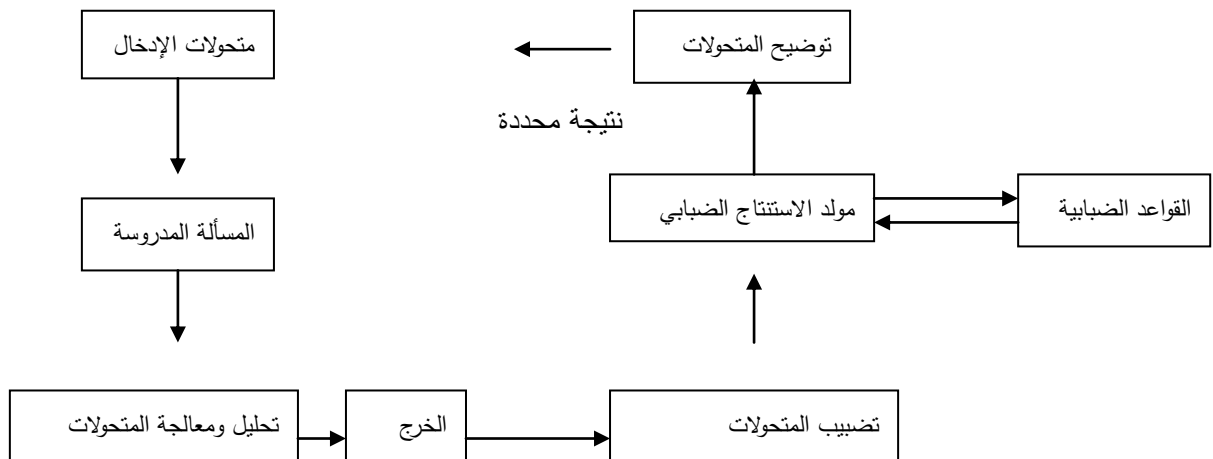 متحولات الإدخال
توضيح المتحولات
نتيجة محددة
المسألة المدروسة
مولد الاستنتاج الضبابي
القواعد الضبابية
تحليل ومعالجة المتحولات
الخرج
تضبيب المتحولات